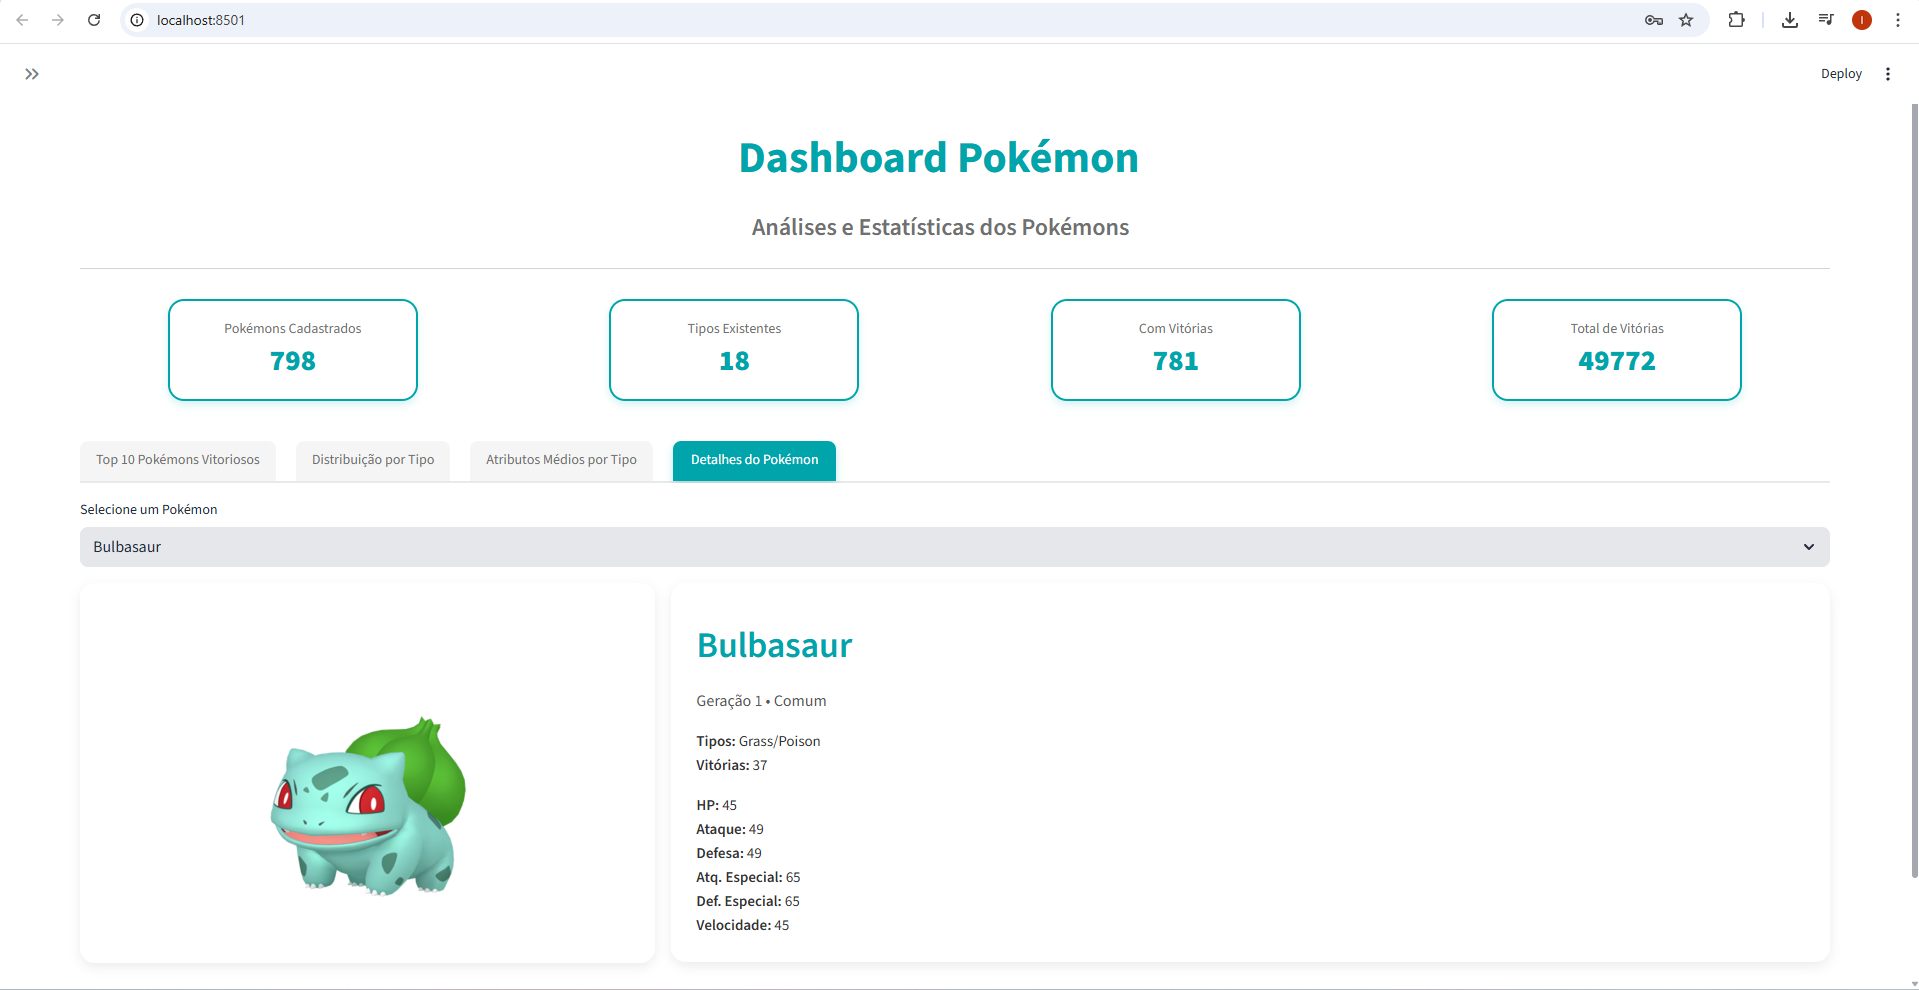 localhost:8501
I
Deploy
Dashboard Pokémon
Análises e Estatísticas dos Pokémons
Pokémons Cadastrados
798
Tipos Existentes
18
Com Vitórias
781
Total de Vitórias
49772
Top 10 Pokémons Vitoriosos
Distribuição por Tipo
Atributos Médios por Tipo
Detalhes do Pokémon
Selecione um Pokémon
Bulbasaur
Bulbasaur
Geração 1 • Comum
Tipos: Grass/Poison
Vitórias: 37
HP: 45
Ataque: 49
Defesa: 49
Atq. Especial: 65
Def. Especial: 65
Velocidade: 45